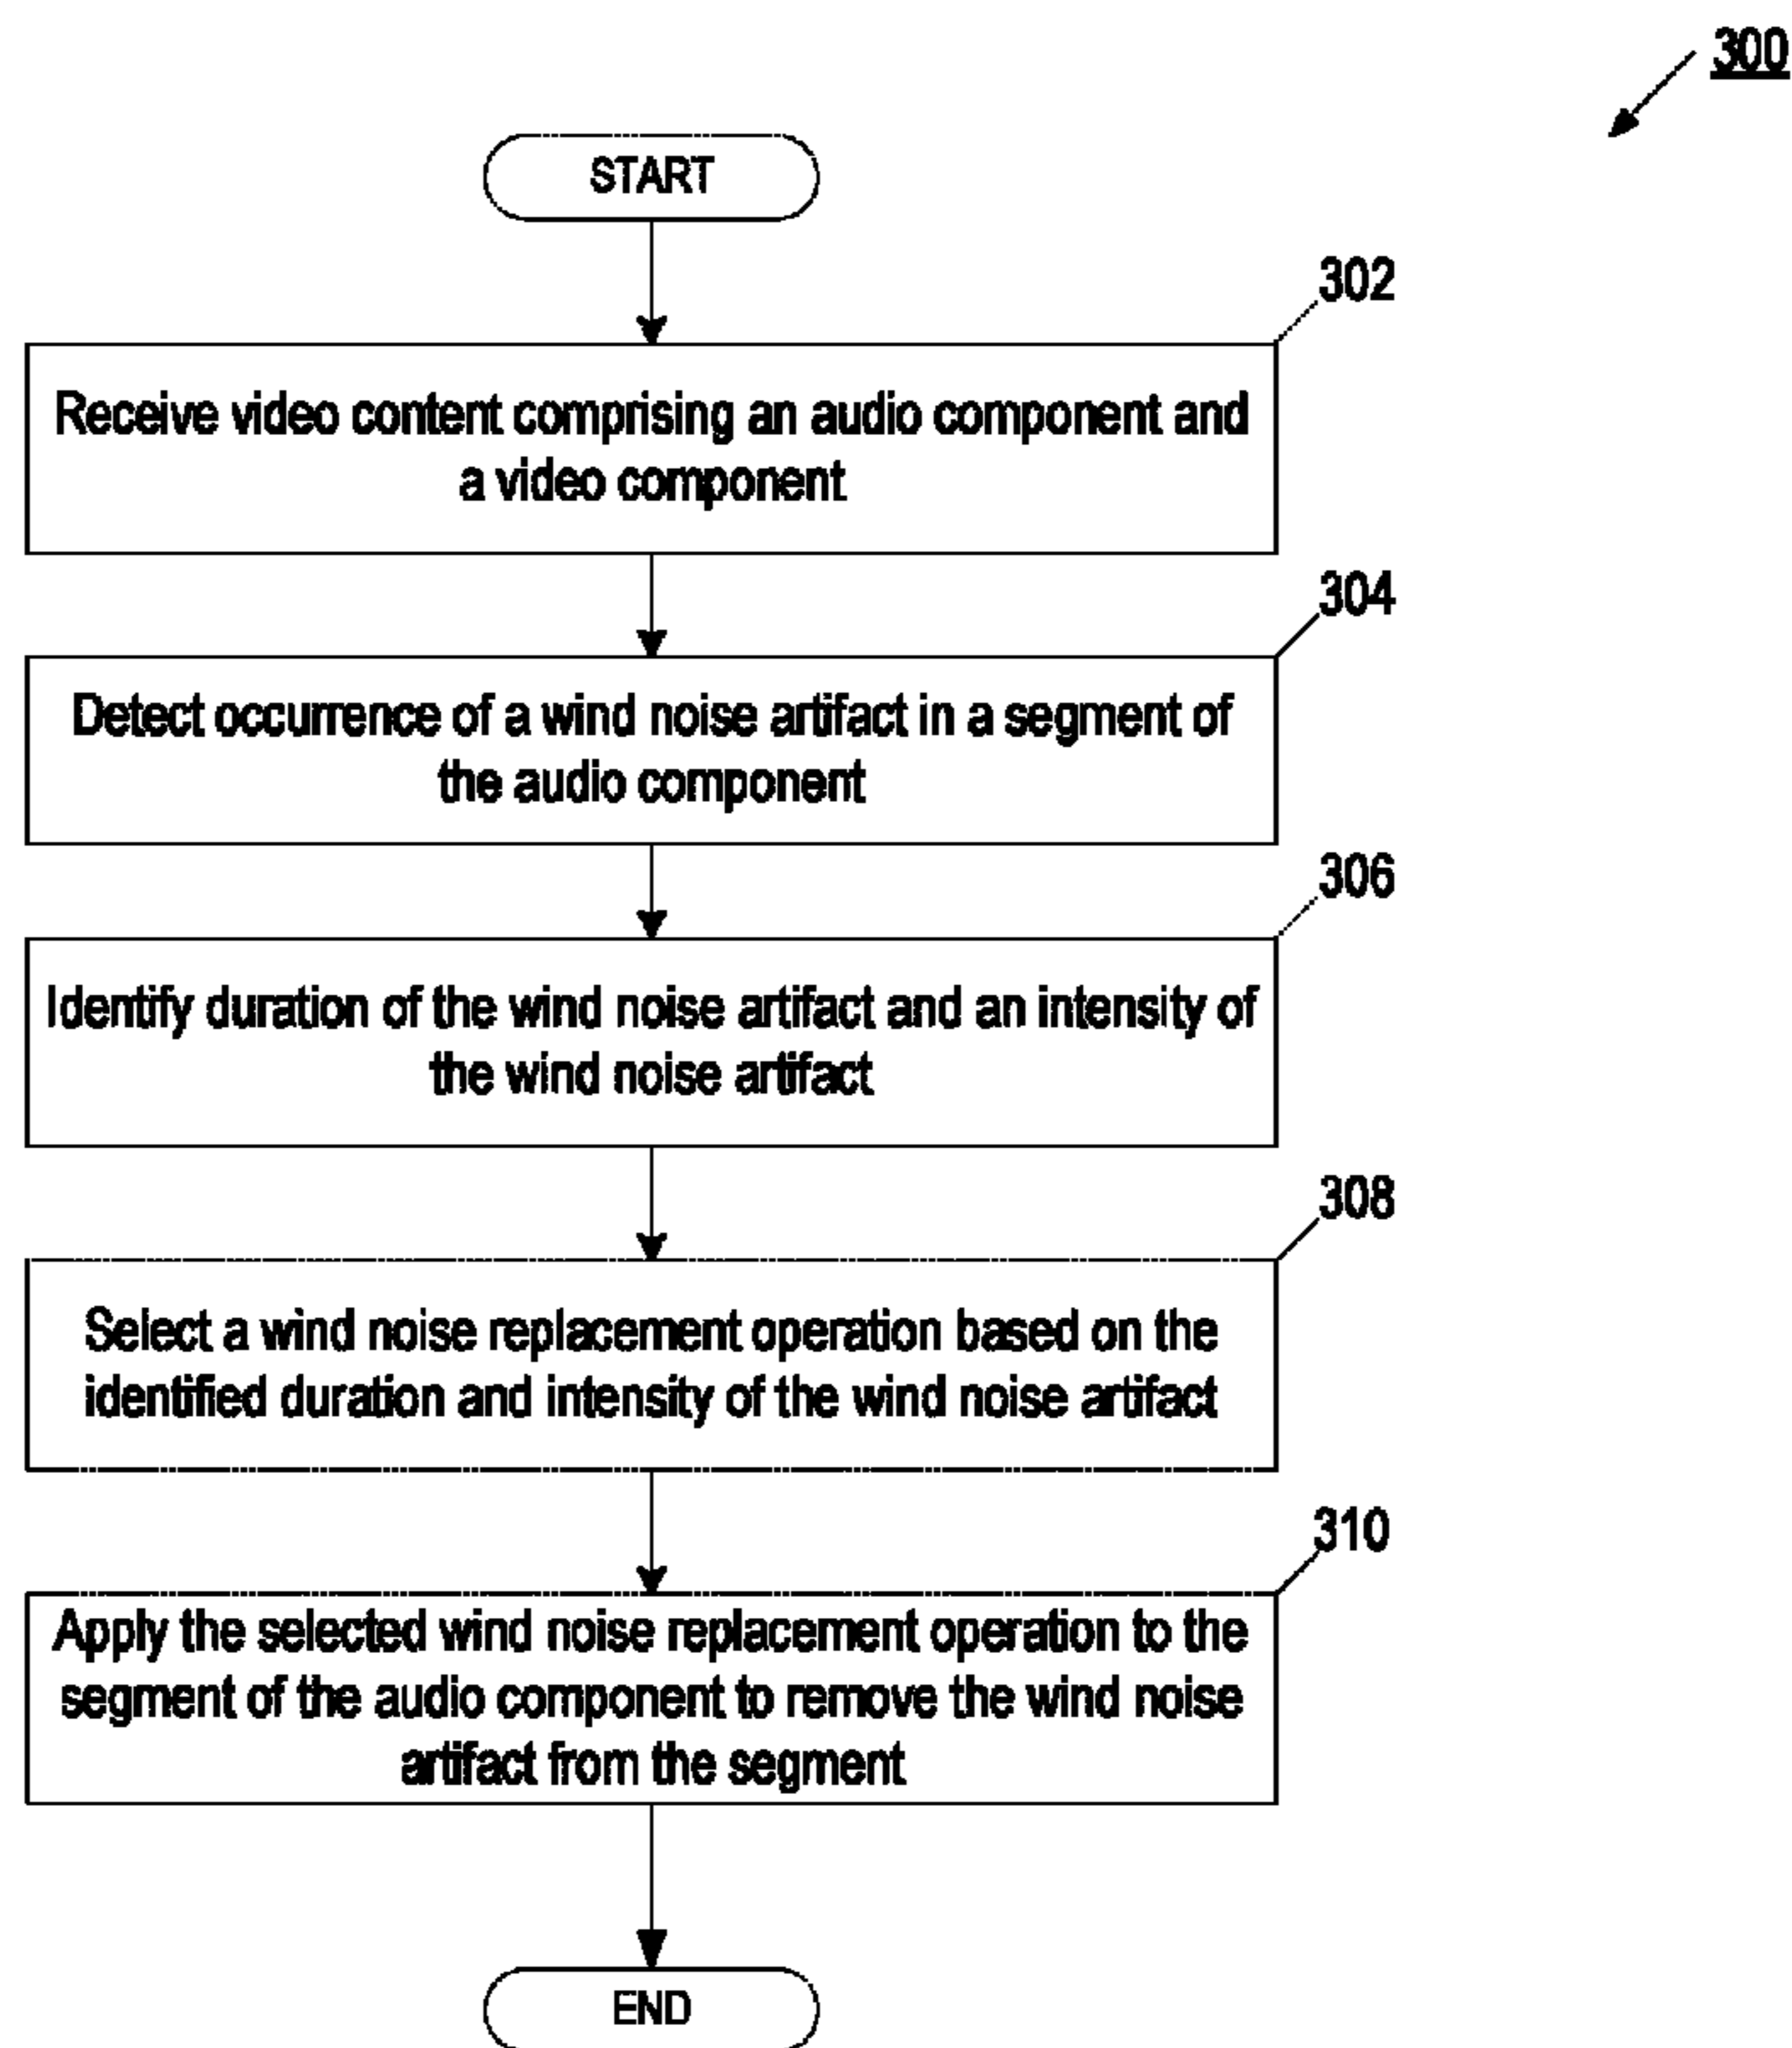 300
START
302
Receive video content comprising an audio component and
a video component
304
Detect occurrence of a wind noise artifact in a segment of
the audio component
306
Identify duration of the wind noise artifact and an intensity of
the wind noise artifact
308
Select a wind noise replacement operation based on the
identified duration and intensity of the wind noise artifact
310
Apply the selected wind noise replacement operation to the
segment of the audio component to remove the wind noise
artifact from the segment
END